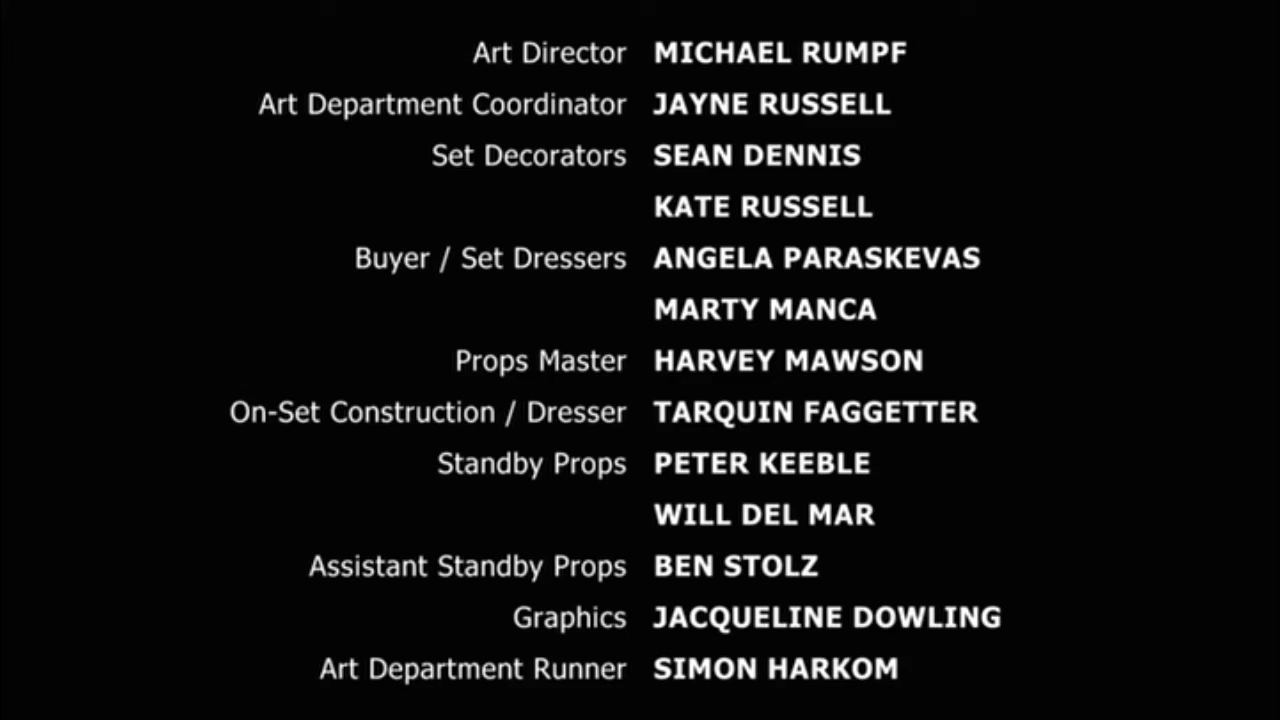 Art Director MICHAEL RUMPF
Art Department Coordinator JAYNE RUSSELL
Set Decorators SEAN DENNIS
KATE RUSSELL
Buyer / Set Dressers ANGELA PARASKEVAS
MARTY MANCA
Props Master HARVEY MAWSON
On-Set Construction / Dresser TARQUIN FAGGETTER
Standby Props PETER KEEBLE
WILL DEL MAR
Assistant Standby Props BEN STOLZ
Graphics JACQUELINE DOWLING
Art Department Runner SIMON HARKOM